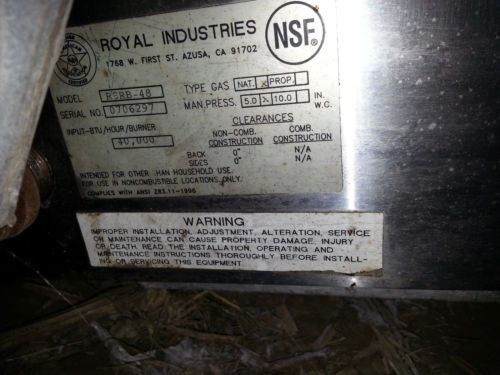 ROYAL INDUSTRIES
1768 W. FIRST ST. AZUSA, CA 91702
NSF
MODEL RSRB-48 TYPE GAS NAT. X PROP.
SERIAL NO. 0706297 MAN.PRESS. 5.0 X 10.0 IN. W.C.
INPUT-BTU/HOUR/BURNER
40,000
CLEARANCES
NON-COMB. CONSTRUCTION COMB. CONSTRUCTION
BACK 0" N/A
SIDES 0" N/A
INTENDED FOR OTHER THAN HOUSEHOLD USE.
FOR USE IN NONCOMBUSTIBLE LOCATIONS ONLY.
COMPLIES WITH ANSI Z83.11-1996
WARNING
IMPROPER INSTALLATION, ADJUSTMENT, ALTERATION, SERVICE
OR MAINTENANCE CAN CAUSE PROPERTY DAMAGE, INJURY
OR DEATH. READ THE INSTALLATION, OPERATING AND
MAINTENANCE INSTRUCTIONS THOROUGHLY BEFORE INSTALL-
ING OR SERVICING THIS EQUIPMENT.